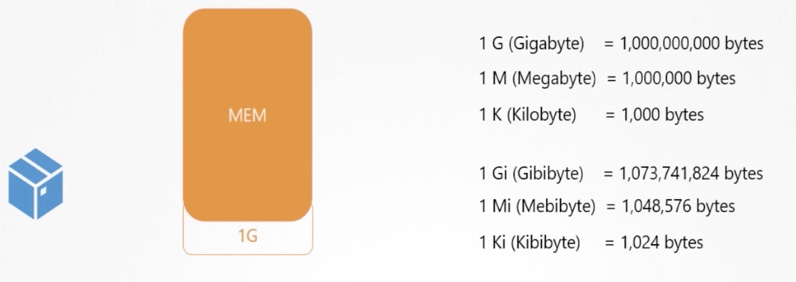 MEM
1G
1 G (Gigabyte) = 1,000,000,000 bytes
1 M (Megabyte) = 1,000,000 bytes
1 K (Kilobyte) = 1,000 bytes
1 Gi (Gibibyte) = 1,073,741,824 bytes
1 Mi (Mebibyte) = 1,048,576 bytes
1 Ki (Kibibyte) = 1,024 bytes